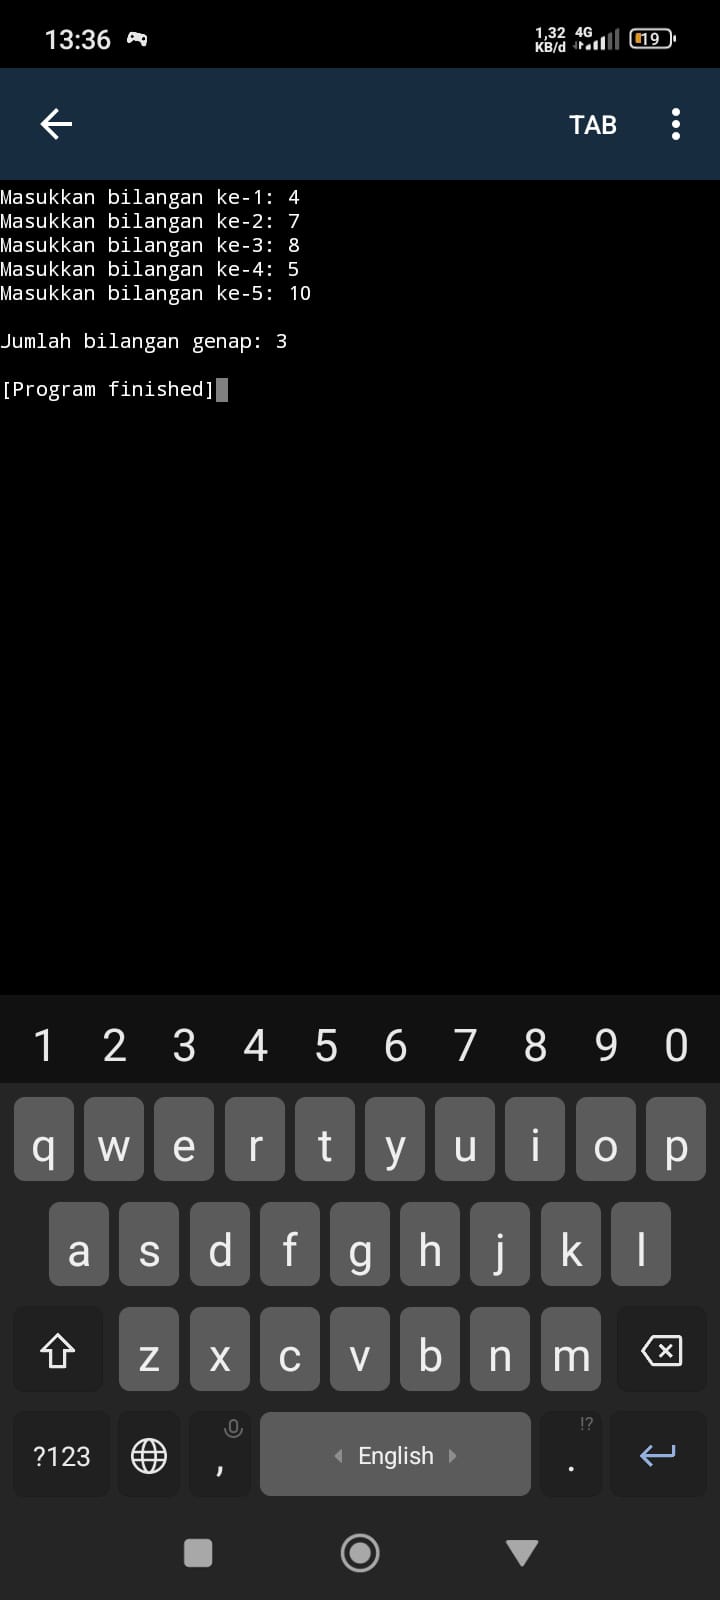 13:36 1,32 KB/d 4G 19
TAB
Masukkan bilangan ke-1: 4
Masukkan bilangan ke-2: 7
Masukkan bilangan ke-3: 8
Masukkan bilangan ke-4: 5
Masukkan bilangan ke-5: 10
Jumlah bilangan genap: 3
[Program finished]
1 2 3 4 5 6 7 8 9 0
q w e r t y u i o p
a s d f g h j k l
z x c v b n m
?123 , English . !?